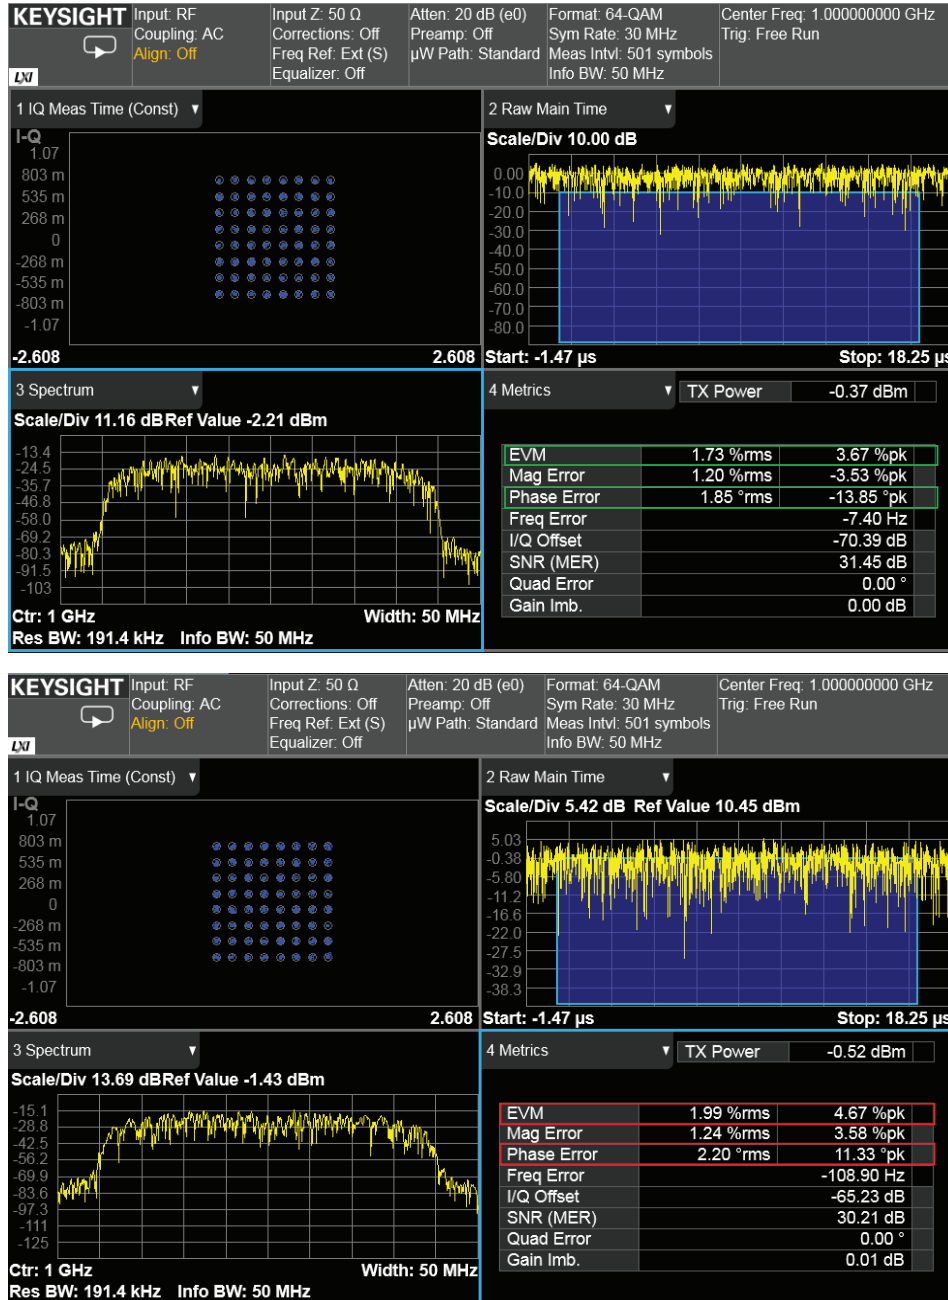 KEYSIGHT
LXI
Input: RF
Coupling: AC
Align: Off
Input Z: 50 Ω
Corrections: Off
Freq Ref: Ext (S)
Equalizer: Off
Atten: 20 dB (e0)
Preamp: Off
µW Path: Standard
Format: 64-QAM
Sym Rate: 30 MHz
Meas Intvl: 501 symbols
Info BW: 50 MHz
Center Freq: 1.000000000 GHz
Trig: Free Run
1 IQ Meas Time (Const) ▼
I-Q
1.07
803 m
535 m
268 m
0
-268 m
-535 m
-803 m
-1.07
-2.608 2.608
2 Raw Main Time ▼
Scale/Div 10.00 dB
0.00
-10.0
-20.0
-30.0
-40.0
-50.0
-60.0
-70.0
-80.0
Start: -1.47 µs Stop: 18.25 µs
3 Spectrum ▼
Scale/Div 11.16 dB Ref Value -2.21 dBm
-13.4
-24.5
-35.7
-46.8
-58.0
-69.2
-80.3
-91.5
-103
Ctr: 1 GHz Width: 50 MHz
Res BW: 191.4 kHz Info BW: 50 MHz
4 Metrics ▼ TX Power -0.37 dBm
EVM 1.73 %rms 3.67 %pk
Mag Error 1.20 %rms -3.53 %pk
Phase Error 1.85 °rms -13.85 °pk
Freq Error -7.40 Hz
I/Q Offset -70.39 dB
SNR (MER) 31.45 dB
Quad Error 0.00 °
Gain Imb. 0.00 dB
KEYSIGHT
LXI
Input: RF
Coupling: AC
Align: Off
Input Z: 50 Ω
Corrections: Off
Freq Ref: Ext (S)
Equalizer: Off
Atten: 20 dB (e0)
Preamp: Off
µW Path: Standard
Format: 64-QAM
Sym Rate: 30 MHz
Meas Intvl: 501 symbols
Info BW: 50 MHz
Center Freq: 1.000000000 GHz
Trig: Free Run
1 IQ Meas Time (Const) ▼
I-Q
1.07
803 m
535 m
268 m
0
-268 m
-535 m
-803 m
-1.07
-2.608 2.608
2 Raw Main Time ▼
Scale/Div 5.42 dB Ref Value 10.45 dBm
5.03
-0.38
-5.80
-11.2
-16.6
-22.0
-27.5
-32.9
-38.3
Start: -1.47 µs Stop: 18.25 µs
3 Spectrum ▼
Scale/Div 13.69 dB Ref Value -1.43 dBm
-15.1
-28.8
-42.5
-56.2
-69.9
-83.6
-97.3
-111
-125
Ctr: 1 GHz Width: 50 MHz
Res BW: 191.4 kHz Info BW: 50 MHz
4 Metrics ▼ TX Power -0.52 dBm
EVM 1.99 %rms 4.67 %pk
Mag Error 1.24 %rms 3.58 %pk
Phase Error 2.20 °rms 11.33 °pk
Freq Error -108.90 Hz
I/Q Offset -65.23 dB
SNR (MER) 30.21 dB
Quad Error 0.00 °
Gain Imb. 0.01 dB